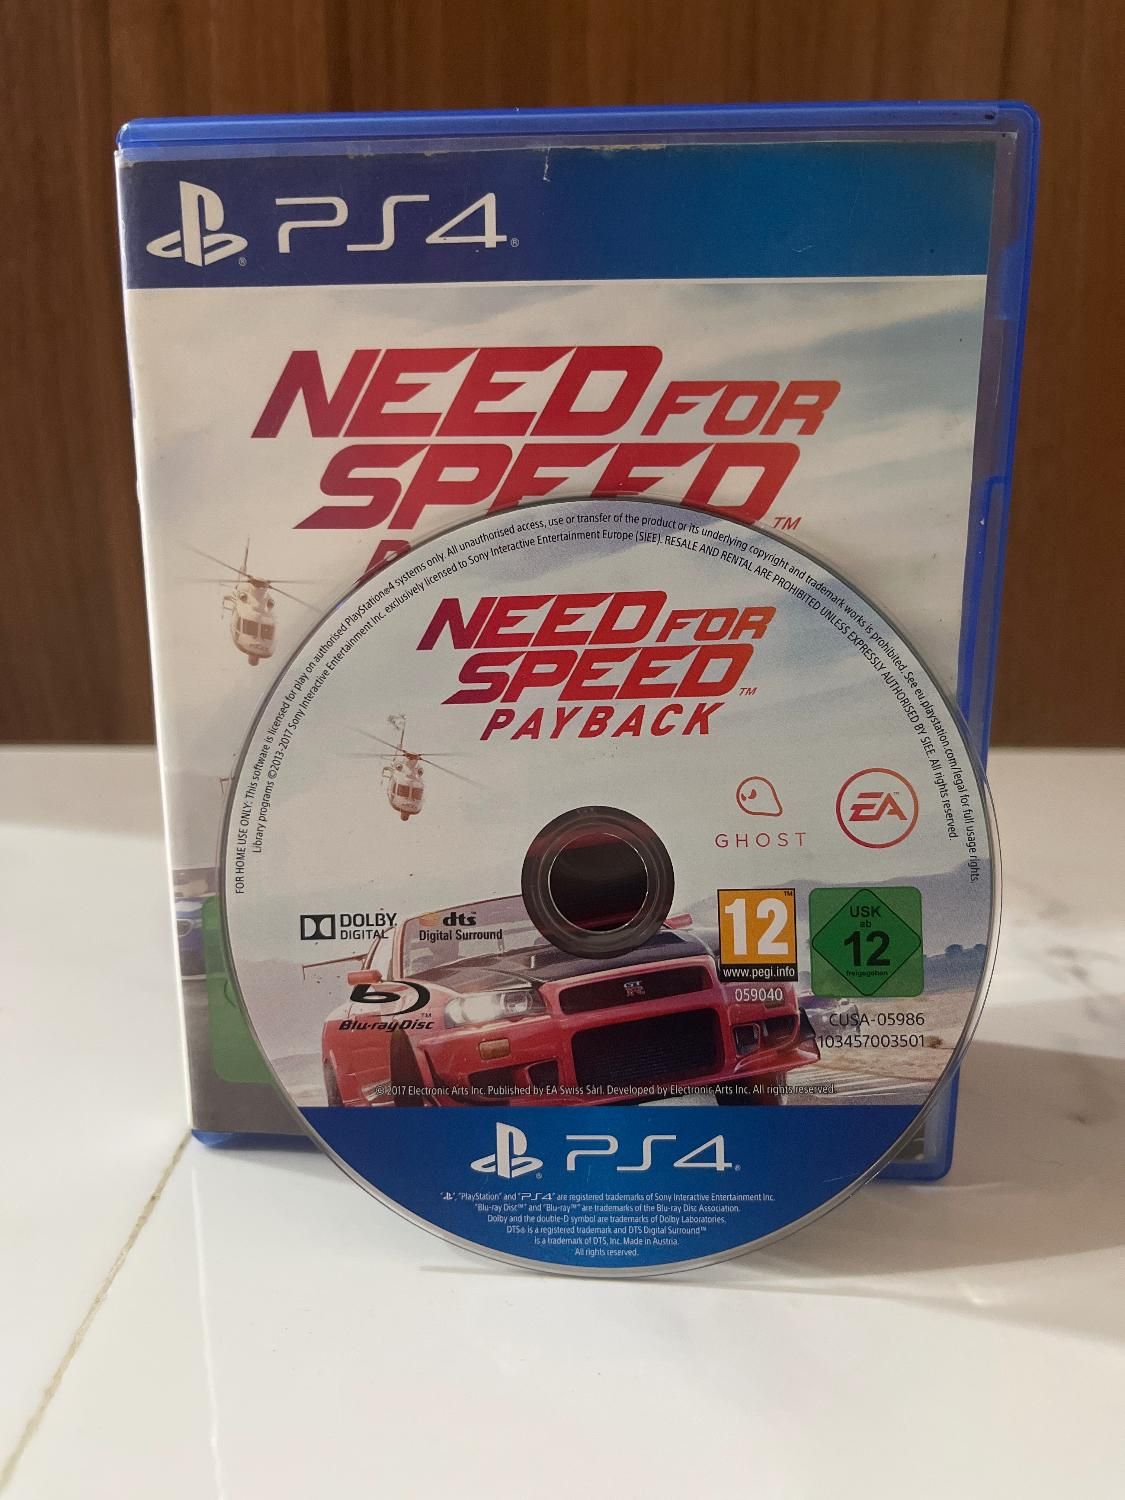 PS4®
NEED FOR
SPEED™
P
FOR HOME USE ONLY: This software is licensed for play on authorised PlayStation®4 systems only. All unauthorised access, use or transfer of the product or its underlying copyright and trademark works is prohibited. See eu.playstation.com/legal for full usage rights.
Library programs ©2013-2017 Sony Interactive Entertainment Inc. exclusively licensed to Sony Interactive Entertainment Europe (SIEE). RESALE AND RENTAL ARE PROHIBITED UNLESS EXPRESSLY AUTHORISED BY SIEE. All rights reserved.
NEED FOR
SPEED™
PAYBACK
GHOST
EA™
DOLBY
DIGITAL
dts
Digital Surround
12™
www.pegi.info
059040
USK
ab
12
freigegeben
GT
R
Blu-ray Disc™
CUSA-05986
103457003501
©2017 Electronic Arts Inc. Published by EA Swiss Sàrl. Developed by Electronic Arts Inc. All rights reserved.
PS4®
"PlayStation" and "PS4" are registered trademarks of Sony Interactive Entertainment Inc.
"Blu-ray Disc™" and "Blu-ray™" are trademarks of the Blu-ray Disc Association.
Dolby and the double-D symbol are trademarks of Dolby Laboratories.
DTS® is a registered trademark and DTS Digital Surround™
is a trademark of DTS, Inc. Made in Austria.
All rights reserved.